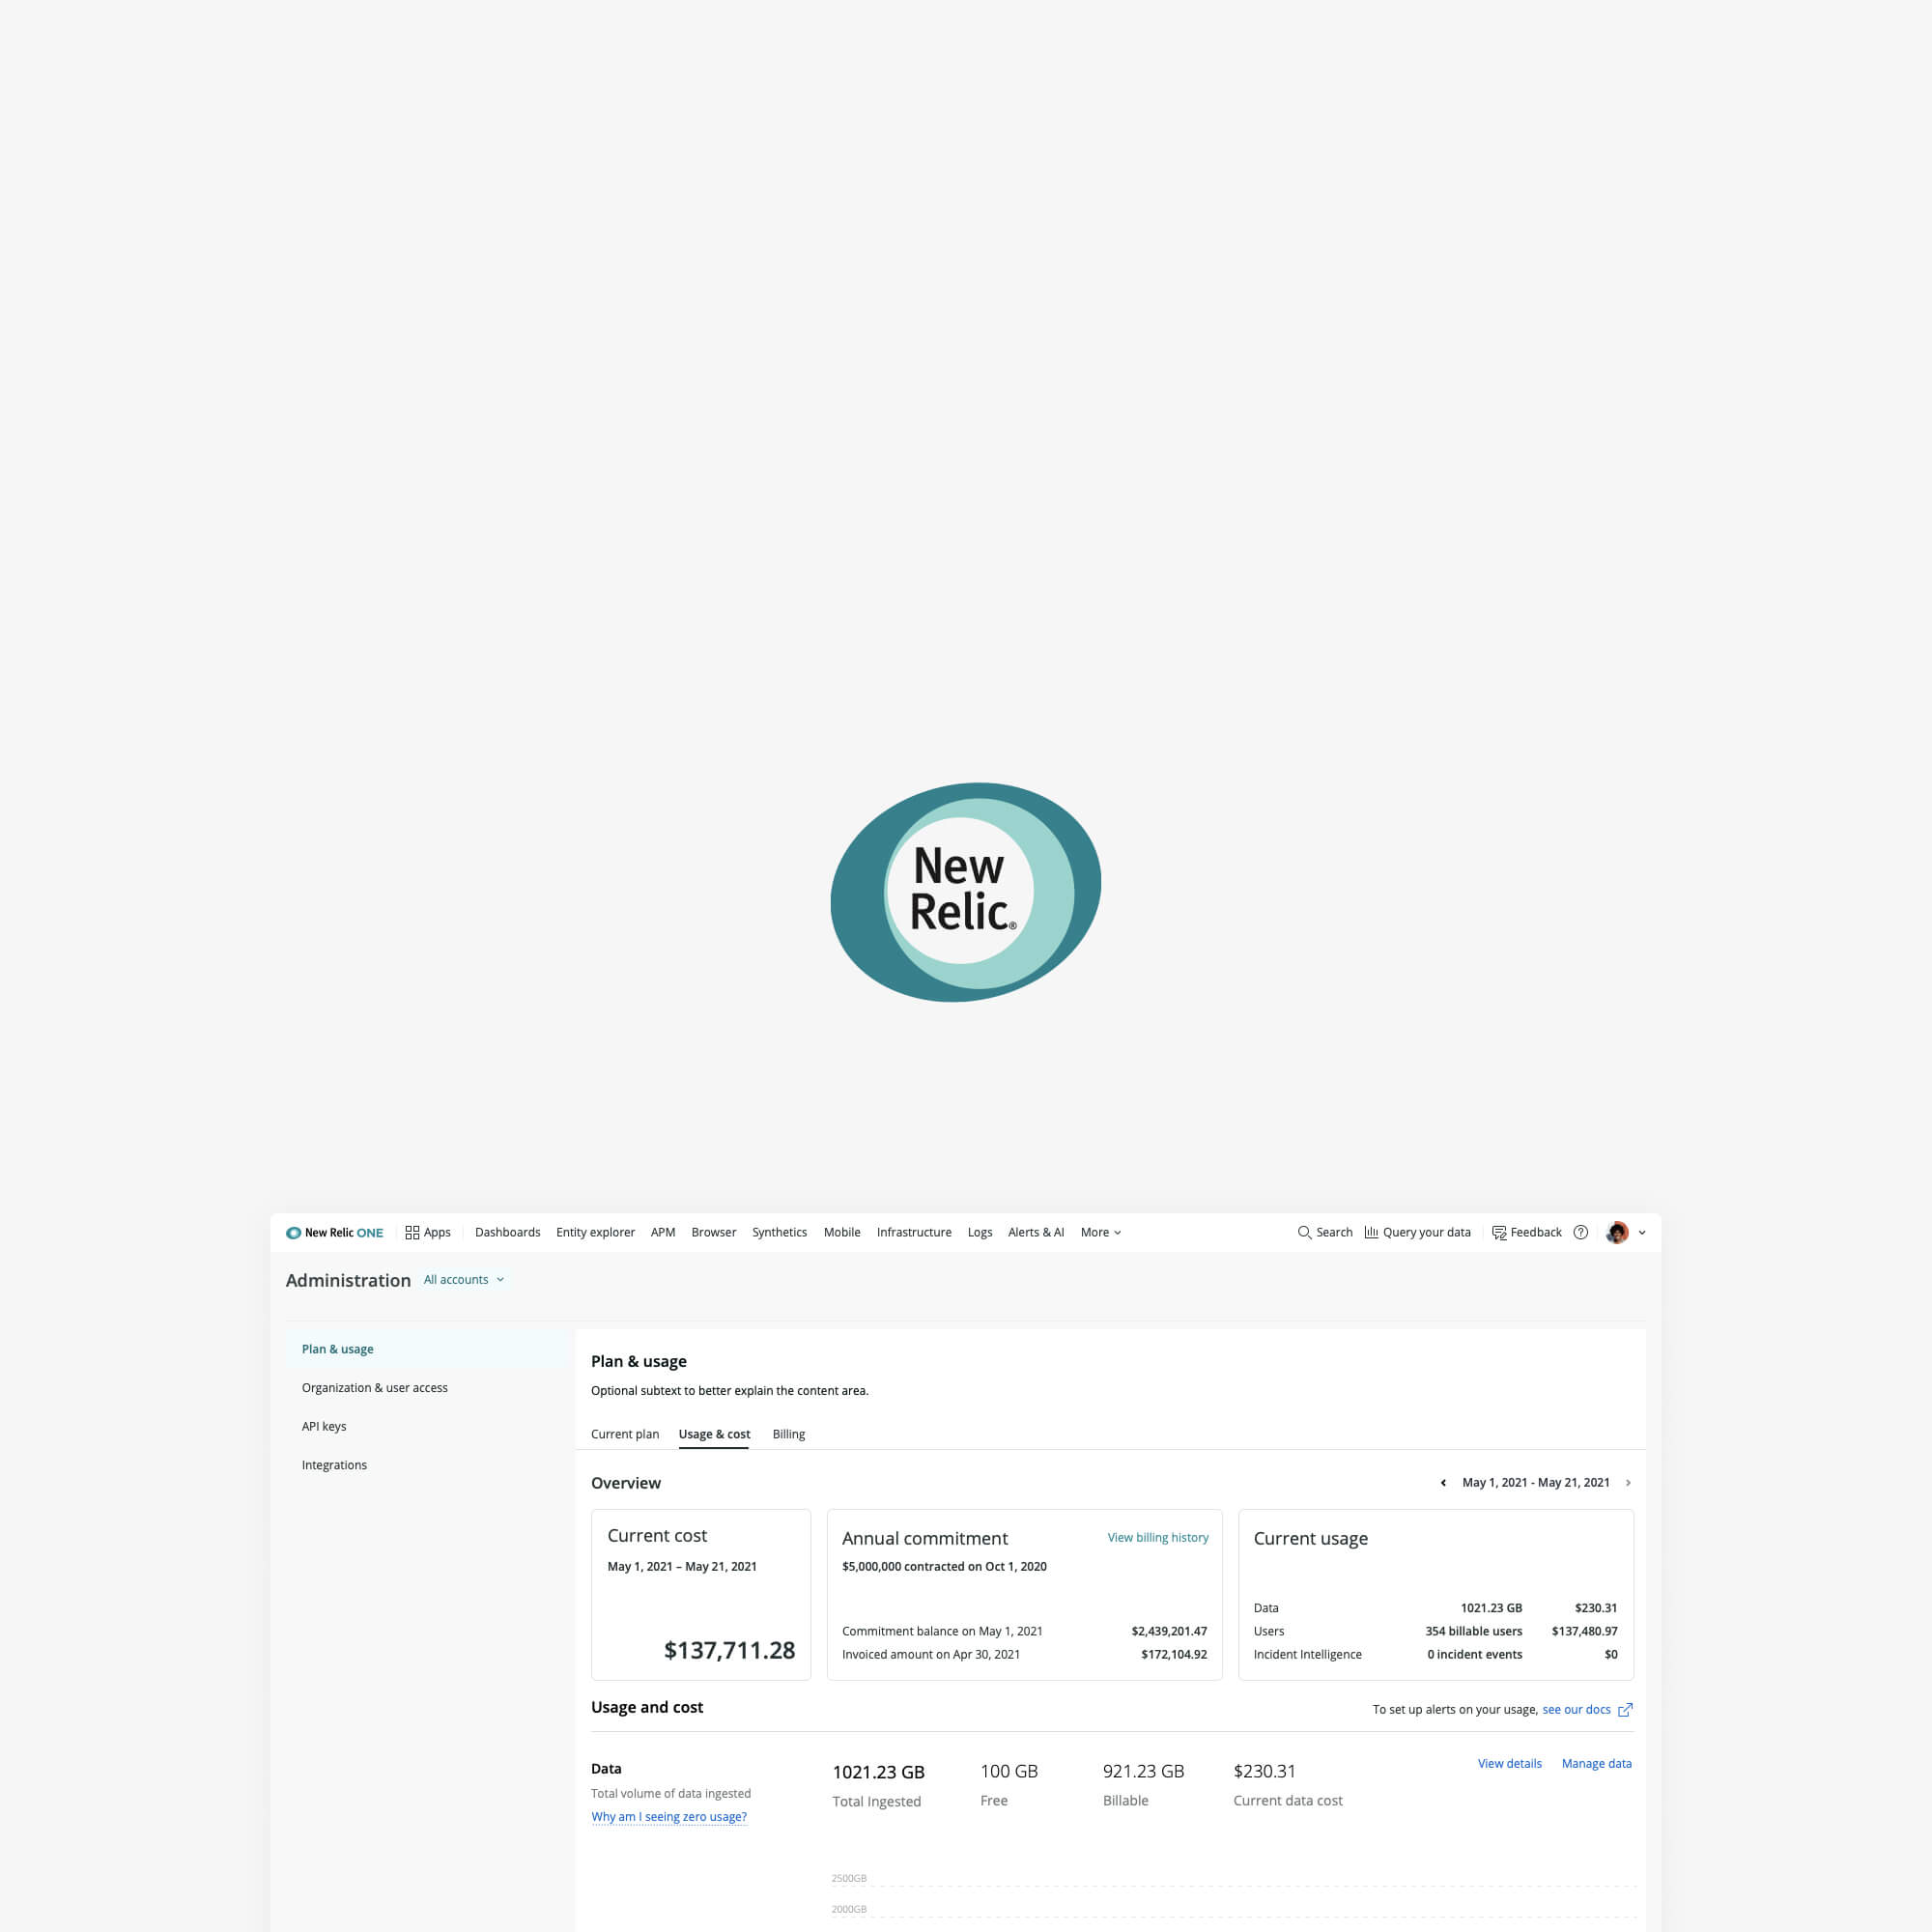 New
Relic®
New Relic ONE Apps Dashboards Entity explorer APM Browser Synthetics Mobile Infrastructure Logs Alerts & AI More Search Query your data Feedback ?
Administration All accounts
Plan & usage
Organization & user access
API keys
Integrations
Plan & usage
Optional subtext to better explain the content area.
Current plan Usage & cost Billing
Overview May 1, 2021 - May 21, 2021
Current cost
May 1, 2021 – May 21, 2021
$137,711.28
Annual commitment View billing history
$5,000,000 contracted on Oct 1, 2020
Commitment balance on May 1, 2021 $2,439,201.47
Invoiced amount on Apr 30, 2021 $172,104.92
Current usage
Data 1021.23 GB $230.31
Users 354 billable users $137,480.97
Incident Intelligence 0 incident events $0
Usage and cost To set up alerts on your usage, see our docs
Data
Total volume of data ingested
Why am I seeing zero usage?
1021.23 GB 100 GB 921.23 GB $230.31
Total Ingested Free Billable Current data cost
View details Manage data
2500GB
2000GB